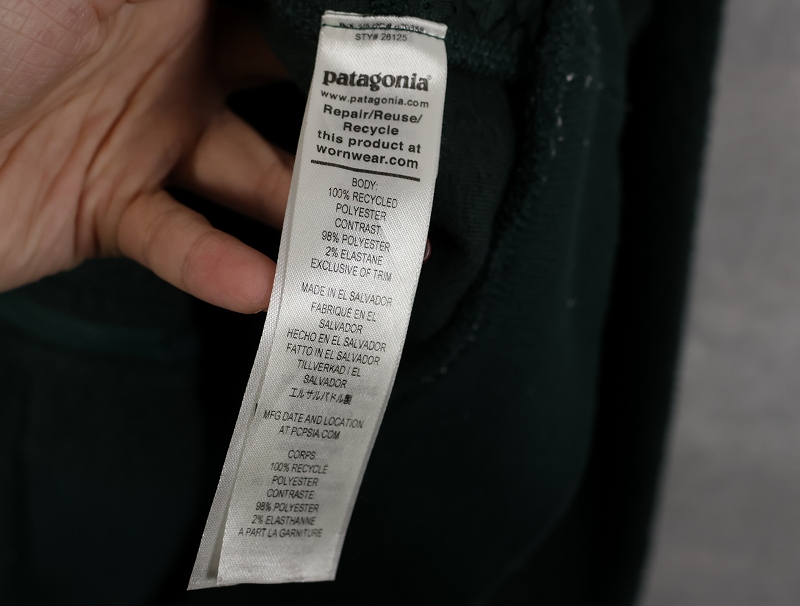 STY# 26125
patagonia®
www.patagonia.com
Repair/Reuse/
Recycle
this product at
wornwear.com
BODY:
100% RECYCLED
POLYESTER
CONTRAST
98% POLYESTER
2% ELASTANE
EXCLUSIVE OF TRIM
MADE IN EL SALVADOR
FABRIQUÉ EN EL
SALVADOR
HECHO EN EL SALVADOR
FATTO IN EL SALVADOR
TILLVERKAD I EL
SALVADOR
エルサルバドル製
MFG DATE AND LOCATION
AT PCPSIA.COM
CORPS:
100% RECYCLÉ
POLYESTER
CONTRASTE:
98% POLYESTER
2% ELASTHANNE
A PART LA GARNITURE